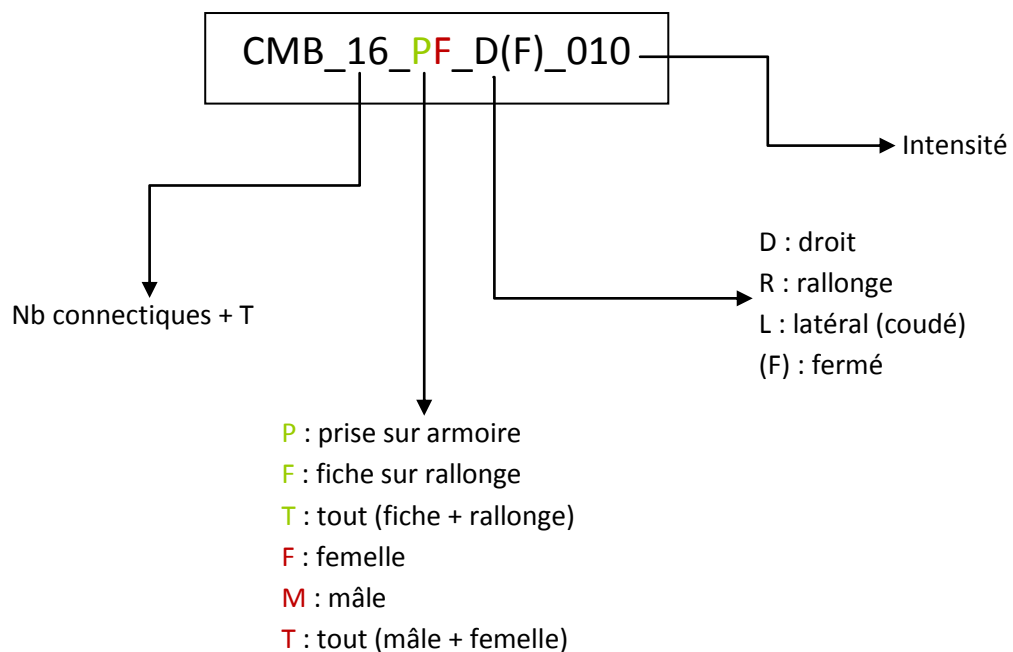 CMB_16_PF_D(F)_010
Intensité
D : droit
R : rallonge
L : latéral (coudé)
(F) : fermé
Nb connectiques + T
P : prise sur armoire
F : fiche sur rallonge
T : tout (fiche + rallonge)
F : femelle
M : mâle
T : tout (mâle + femelle)